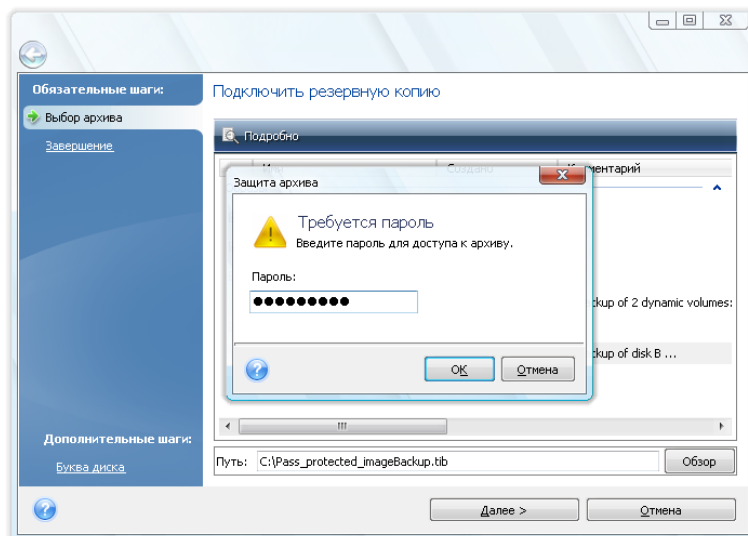 Обязательные шаги:
Выбор архива
Завершение
Подключить резервную копию
Подробно
Имя
Создано
Комментарий
Защита архива
Требуется пароль
Введите пароль для доступа к архиву.
Пароль:
●●●●●●●●●
OK
Отмена
ckup of 2 dynamic volumes:
ckup of disk B ...
Дополнительные шаги:
Буква диска
Путь: C:\Pass_protected_imageBackup.tib
Обзор
Далее >
Отмена